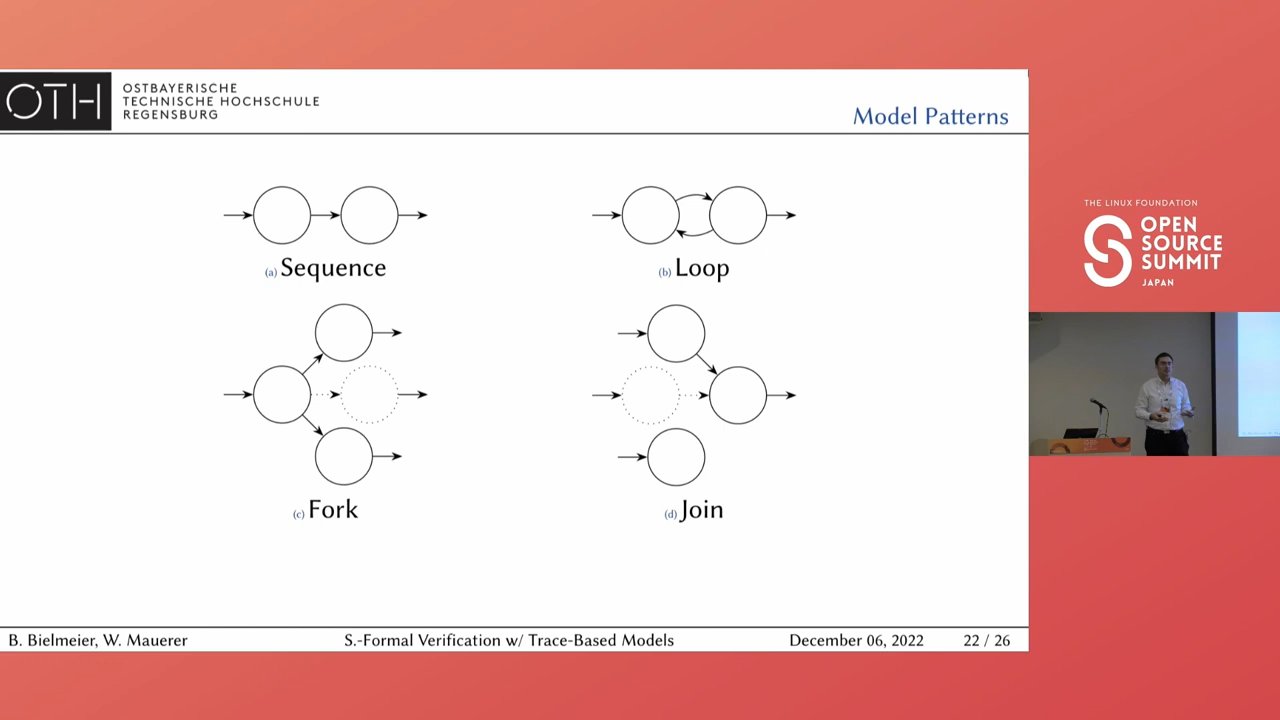 OTH
OSTBAYERISCHE
TECHNISCHE HOCHSCHULE
REGENSBURG
Model Patterns
(a) Sequence
(b) Loop
(c) Fork
(d) Join
B. Bielmeier, W. Mauerer
S.-Formal Verification w/ Trace-Based Models
December 06, 2022
22 / 26
THE LINUX FOUNDATION
OPEN
SOURCE
SUMMIT
JAPAN